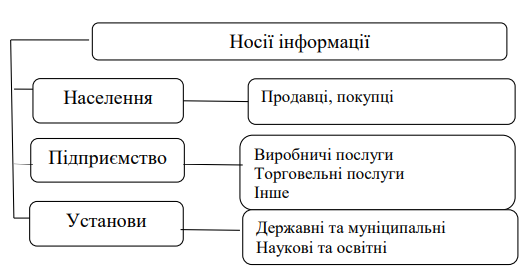 Носії інформації
Населення
Продавці, покупці
Підприємство
Виробничі послуги
Торговельні послуги
Інше
Установи
Державні та муніципальні
Наукові та освітні